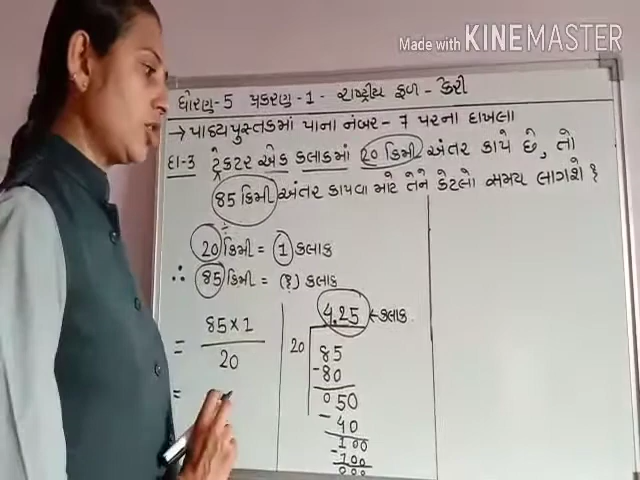 Made with KINEMASTER
ધોરણ-5 પ્રકરણ-1 - રાષ્ટ્રીય ફળ - કેરી
→ પાઠ્યપુસ્તકમાં પાના નંબર - 7 પરના દાખલા
દા-3 ટ્રેક્ટર એક કલાકમાં 20 કિમી અંતર કાપે છે, તો
85 કિમી અંતર કાપવા માટે તેને કેટલો સમય લાગશે?
20 કિમી = 1 કલાક
∴ 85 કિમી = (?) કલાક
= 85 × 1
20
=
4.25 ← કલાક
20 85
- 80
050
- 40
100
- 100
000